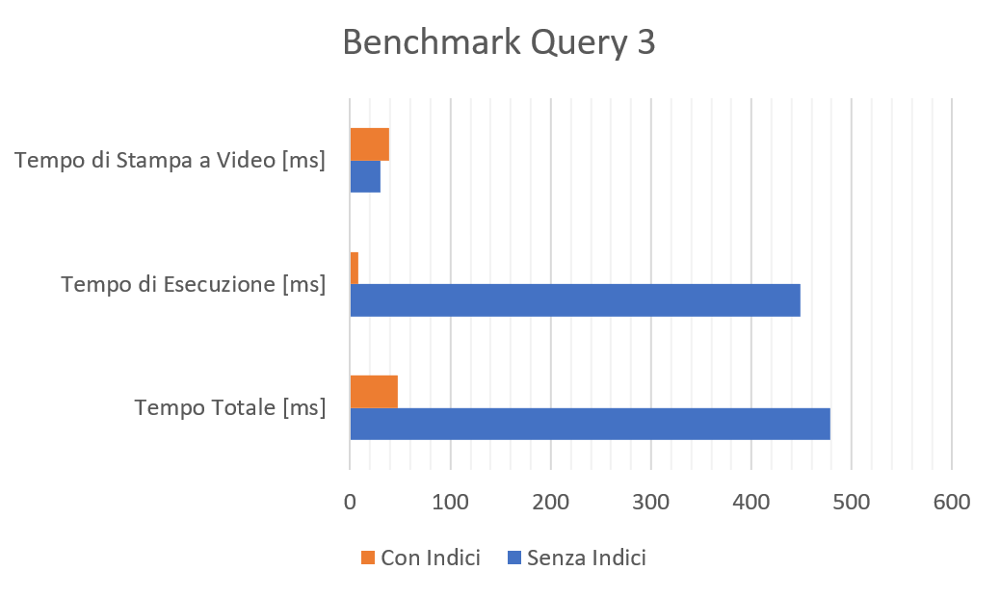 Benchmark Query 3
Tempo di Stampa a Video [ms]
Tempo di Esecuzione [ms]
Tempo Totale [ms]
0 100 200 300 400 500 600
Con Indici Senza Indici